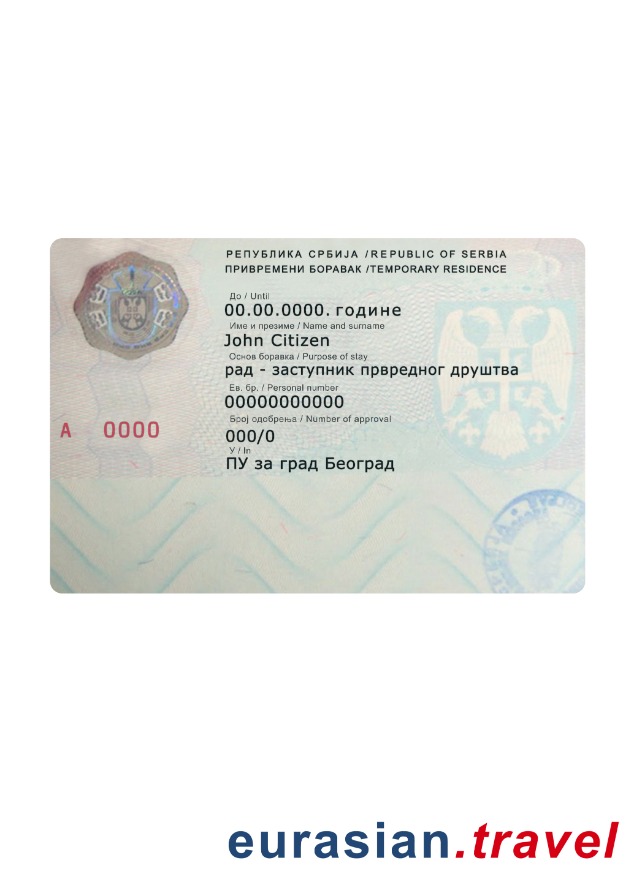 РЕПУБЛИКА СРБИЈА /REPUBLIC OF SERBIA
ПРИВРЕМЕНИ БОРАВАК /TEMPORARY RESIDENCE
До / Until
00.00.0000. године
Име и презиме / Name and surname
John Citizen
Основ боравка / Purpose of stay
рад - заступник првредног друштва
Ев. бр. / Personal number
00000000000
Број одобрења / Number of approval
A 0000
000/0
У / In
ПУ за град Београд
eurasian.travel